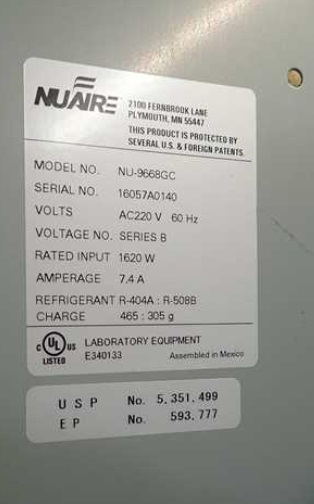 NUAIRE
2100 FERNBROOK LANE
PLYMOUTH, MN 55447
THIS PRODUCT IS PROTECTED BY
SEVERAL U.S. & FOREIGN PATENTS.
MODEL NO. NU-9668GC
SERIAL NO. 16057A0140
VOLTS AC220 V 60 Hz
VOLTAGE NO. SERIES B
RATED INPUT 1620 W
AMPERAGE 7.4 A
REFRIGERANT R-404A : R-508B
CHARGE 465 : 305 g
c UL us LABORATORY EQUIPMENT
LISTED E340133 Assembled in Mexico
U S P No. 5,351,499
E P No. 593,777